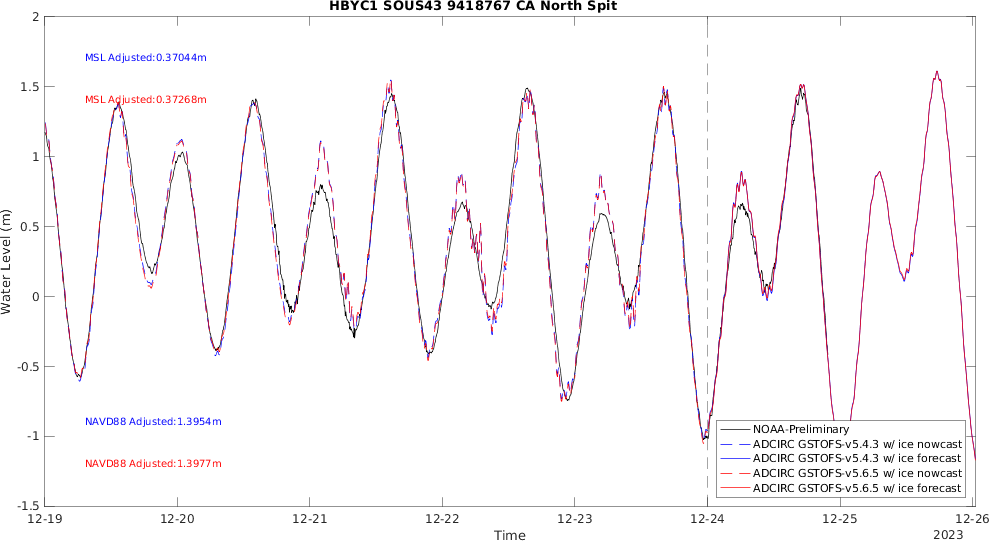 HBYC1 SOUS43 9418767 CA North Spit
2
1.5
1
0.5
0
-0.5
-1
-1.5
Water Level (m)
MSL Adjusted:0.37044m
MSL Adjusted:0.37268m
NAVD88 Adjusted:1.3954m
NAVD88 Adjusted:1.3977m
NOAA-Preliminary
ADCIRC GSTOFS-v5.4.3 w/ ice nowcast
ADCIRC GSTOFS-v5.4.3 w/ ice forecast
ADCIRC GSTOFS-v5.6.5 w/ ice nowcast
ADCIRC GSTOFS-v5.6.5 w/ ice forecast
12-19 12-20 12-21 12-22 12-23 12-24 12-25 12-26
Time
2023